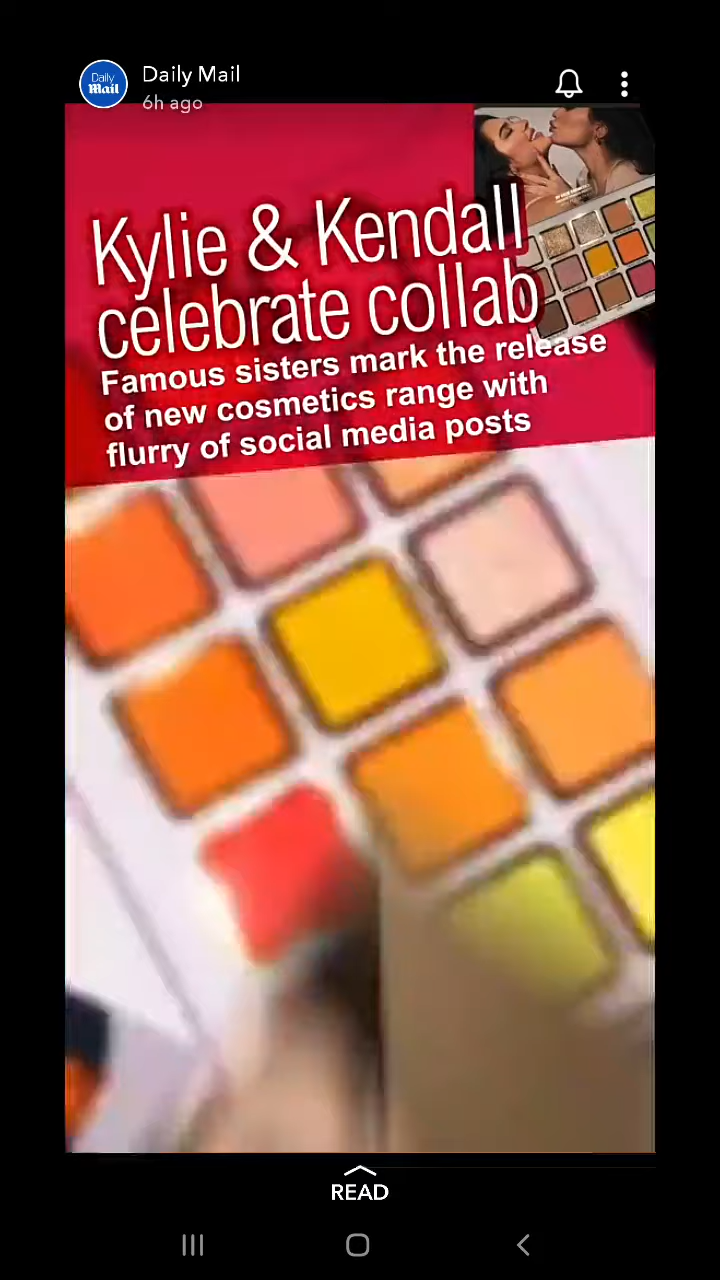 Daily
Mail
Daily Mail
6h ago
Kylie & Kendall
celebrate collab
Famous sisters mark the release
of new cosmetics range with
flurry of social media posts
READ